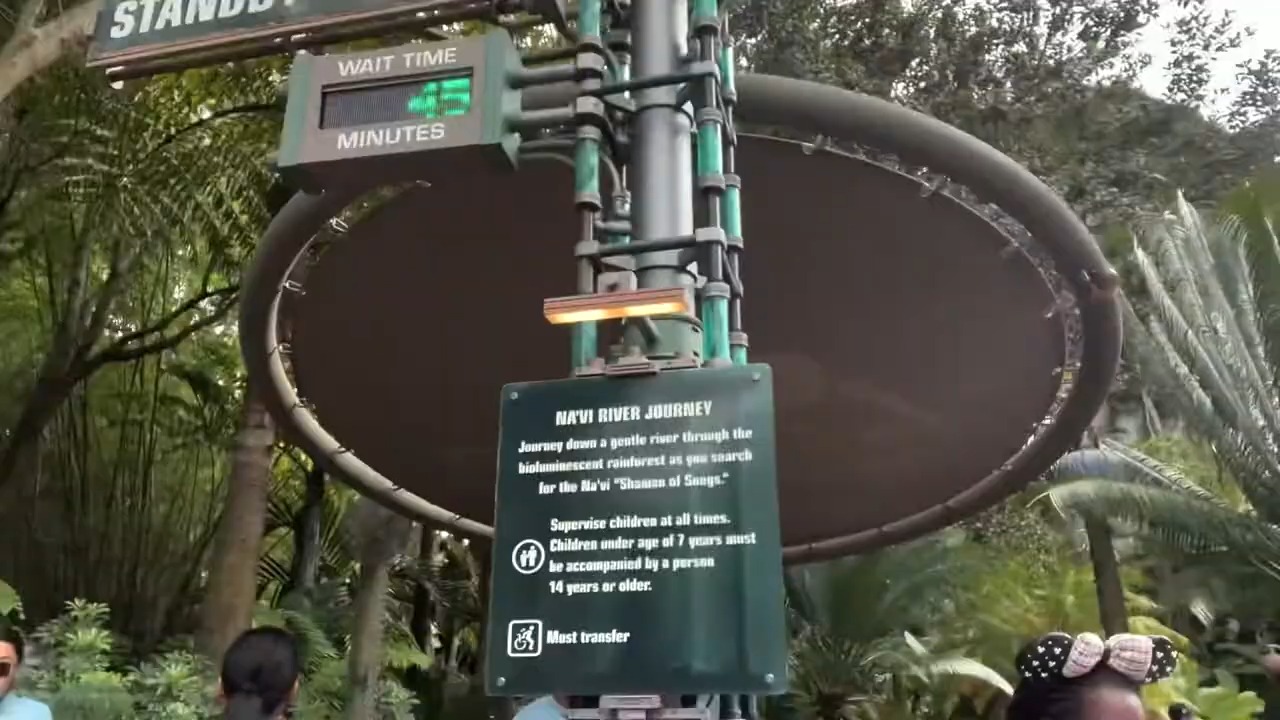 STANDBY
WAIT TIME
45
MINUTES
NA'VI RIVER JOURNEY
Journey down a gentle river through the
bioluminescent rainforest as you search
for the Na'vi "Shaman of Songs."
Supervise children at all times.
Children under age of 7 years must
be accompanied by a person
14 years or older.
Must transfer